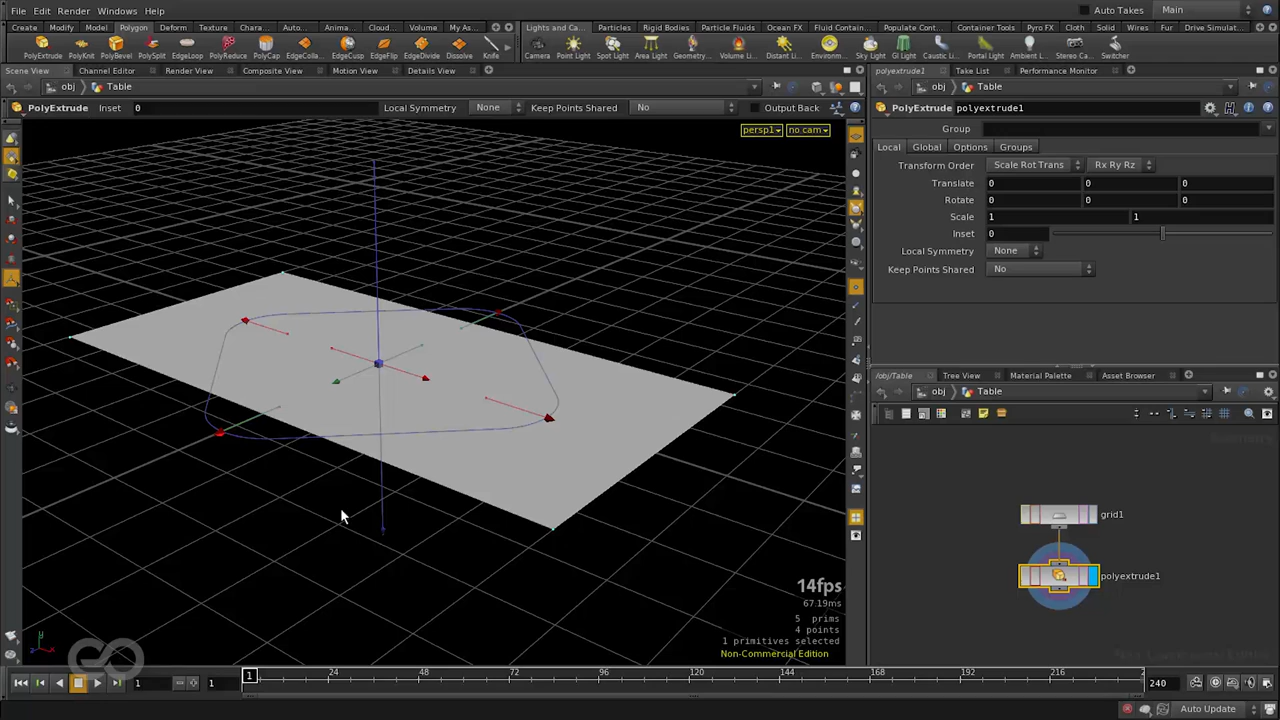 File Edit Render Windows Help Auto Takes Main
Create Modify Model Polygon Deform Texture Chara... Auto... Anima... Cloud... Volume My As... Lights and Ca... Particles Rigid Bodies Particle Fluids Ocean FX Fluid Contain... Populate Cont... Container Tools Pyro FX Cloth Solid Wires Fur Drive Simulat...
PolyExtrude PolyKnit PolyBevel PolySplit EdgeLoop PolyReduce PolyCap EdgeColla... EdgeCusp EdgeFlip EdgeDivide Dissolve Knife Camera Point Light Spot Light Area Light Geometry... Volume Li... Distant Li... Environm... Sky Light GI Light Caustic Li... Portal Light Ambient L... Stereo Ca... Switcher
Scene View Channel Editor Render View Composite View Motion View Details View polyextrude1 Take List Performance Monitor
obj Table obj Table
PolyExtrude Inset 0 Local Symmetry None Keep Points Shared No Output Back PolyExtrude polyextrude1
persp1 no cam
Group
Local Global Options Groups
Transform Order Scale Rot Trans Rx Ry Rz
Translate 0 0 0
Rotate 0 0 0
Scale 1 1
Inset 0
Local Symmetry None
Keep Points Shared No
/obj/Table Tree View Material Palette Asset Browser
obj Table
grid1
polyextrude1
14fps
67.19ms
5 prims
4 points
1 primitives selected
Non-Commercial Edition
y
x
1 1 1 24 48 72 96 120 144 168 192 216 240
Auto Update